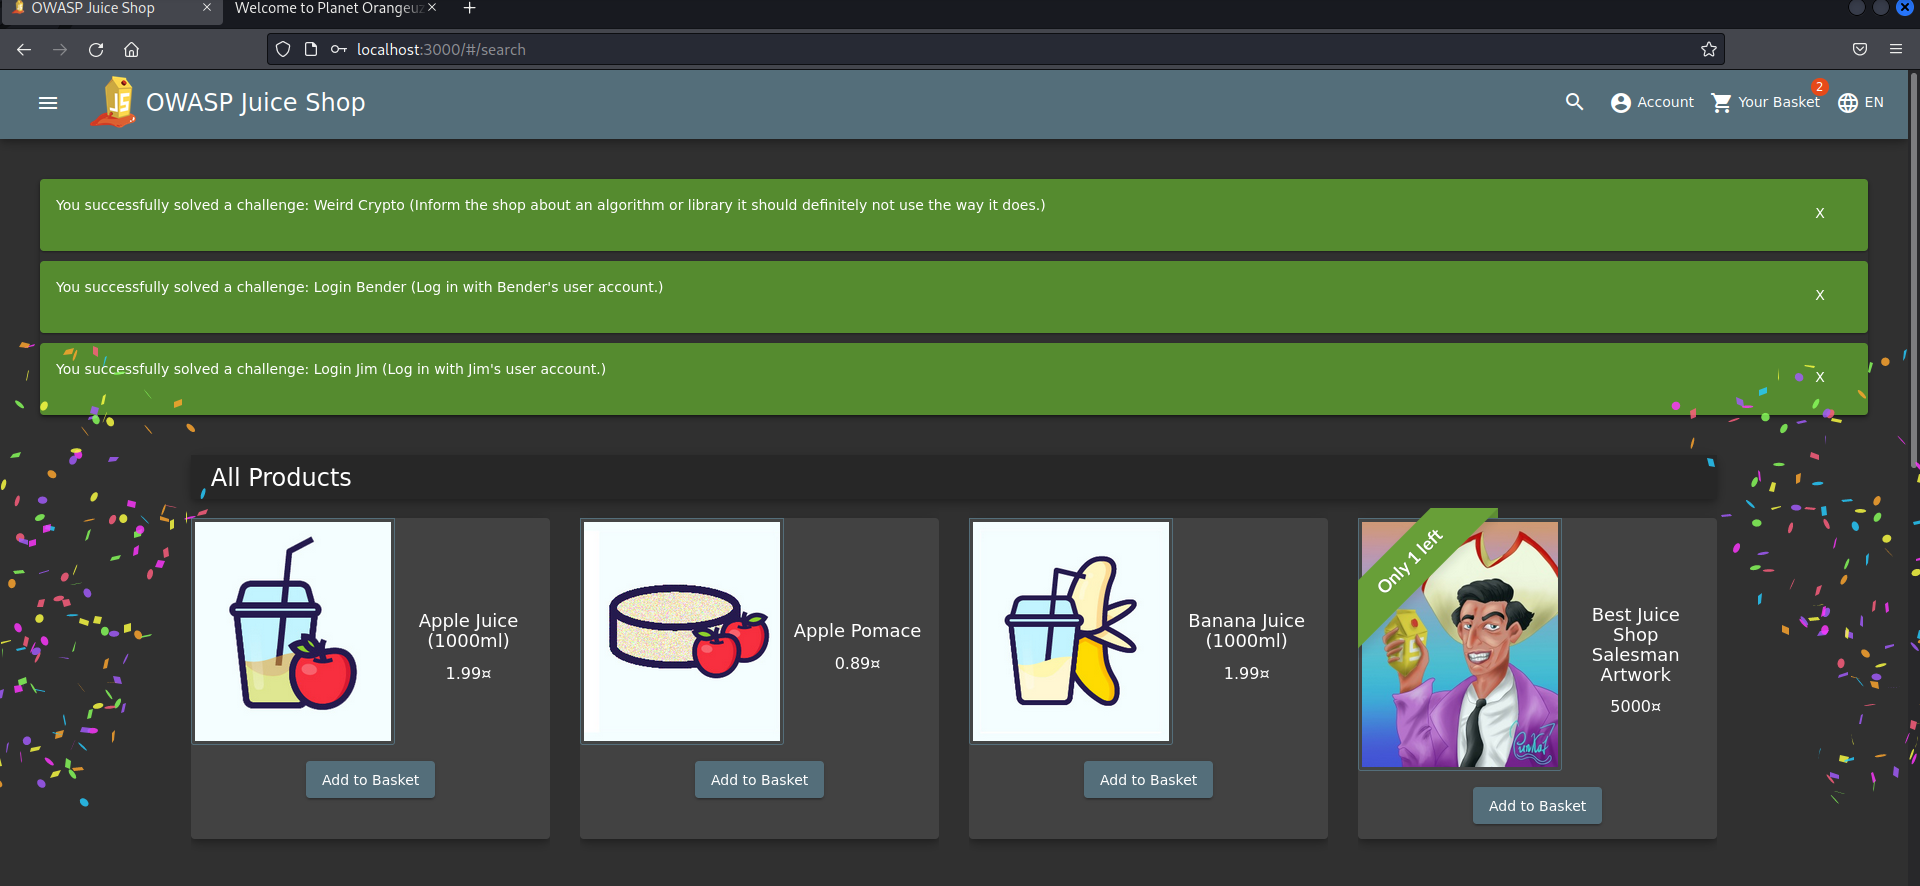 OWASP Juice Shop
Welcome to Planet Orangeuz
localhost:3000/#/search
OWASP Juice Shop
Account
Your Basket
2
EN
You successfully solved a challenge: Weird Crypto (Inform the shop about an algorithm or library it should definitely not use the way it does.)
X
You successfully solved a challenge: Login Bender (Log in with Bender's user account.)
X
You successfully solved a challenge: Login Jim (Log in with Jim's user account.)
X
All Products
Apple Juice
(1000ml)
1.99¤
Add to Basket
Apple Pomace
0.89¤
Add to Basket
Banana Juice
(1000ml)
1.99¤
Add to Basket
Only 1 left
JS
Best Juice
Shop
Salesman
Artwork
5000¤
Add to Basket